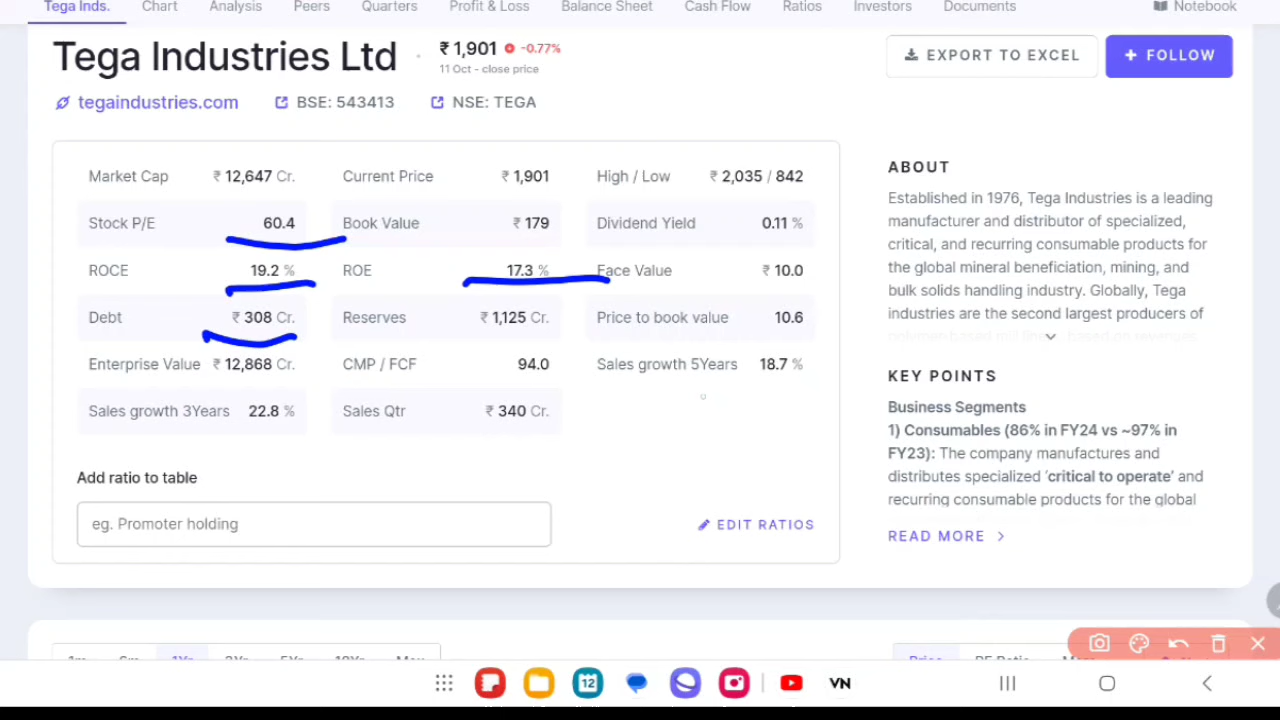 Tega Inds. Chart Analysis Peers Quarters Profit & Loss Balance Sheet Cash Flow Ratios Investors Documents Notebook
Tega Industries Ltd
₹ 1,901 -0.77%
11 Oct - close price
EXPORT TO EXCEL
+ FOLLOW
tegaindustries.com BSE: 543413 NSE: TEGA
Market Cap ₹ 12,647 Cr. Current Price ₹ 1,901 High / Low ₹ 2,035 / 842
Stock P/E 60.4 Book Value ₹ 179 Dividend Yield 0.11 %
ROCE 19.2 % ROE 17.3 % Face Value ₹ 10.0
Debt ₹ 308 Cr. Reserves ₹ 1,125 Cr. Price to book value 10.6
Enterprise Value ₹ 12,868 Cr. CMP / FCF 94.0 Sales growth 5Years 18.7 %
Sales growth 3Years 22.8 % Sales Qtr ₹ 340 Cr.
Add ratio to table
eg. Promoter holding
EDIT RATIOS
ABOUT
Established in 1976, Tega Industries is a leading
manufacturer and distributor of specialized,
critical, and recurring consumable products for
the global mineral beneficiation, mining, and
bulk solids handling industry. Globally, Tega
industries are the second largest producers of
KEY POINTS
Business Segments
1) Consumables (86% in FY24 vs ~97% in
FY23): The company manufactures and
distributes specialized 'critical to operate' and
recurring consumable products for the global
READ MORE
12
VN